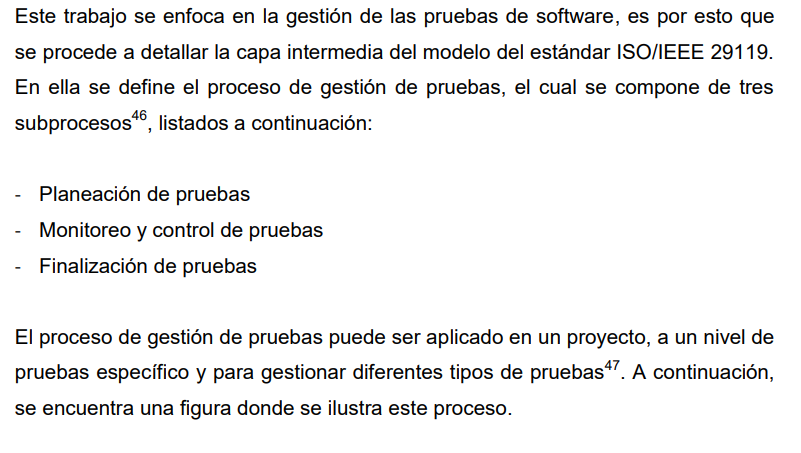 Este trabajo se enfoca en la gestión de las pruebas de software, es por esto que
se procede a detallar la capa intermedia del modelo del estándar ISO/IEEE 29119.
En ella se define el proceso de gestión de pruebas, el cual se compone de tres
subprocesos46, listados a continuación:
- Planeación de pruebas
- Monitoreo y control de pruebas
- Finalización de pruebas
El proceso de gestión de pruebas puede ser aplicado en un proyecto, a un nivel de
pruebas específico y para gestionar diferentes tipos de pruebas47. A continuación,
se encuentra una figura donde se ilustra este proceso.